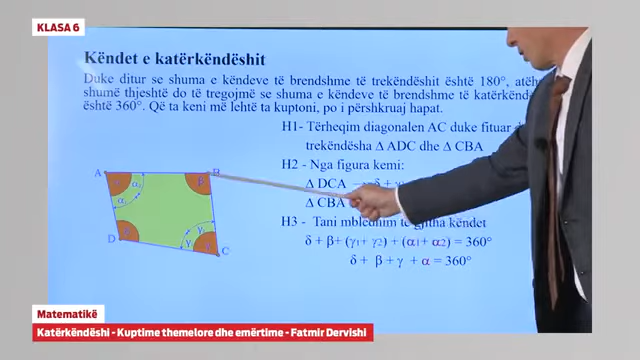 KLASA 6
Këndet e katërkëndëshit
Duke ditur se shuma e këndeve të brendshme të trekëndëshit është 180°,
shumë thjeshtë do të tregojmë se shuma e këndeve të brendshme të
është 360°. Që ta keni më lehtë ta kuptoni, po i përshkruaj hapat.
H1- Tërheqim diagonalen AC duke fituar
trekëndësha Δ ADC dhe Δ CBA
H2 - Nga figura kemi:
Δ DCA
Δ CBA
H3 - Tani mbledhim të gjitha këndet
δ + β+ (γ1+ γ2) + (α1+ α2) = 360°
δ + β + γ + α = 360°
A
B
D
C
Matematikë
Katërkëndëshi - Kuptime themelore dhe emërtime - Fatmir Dervishi